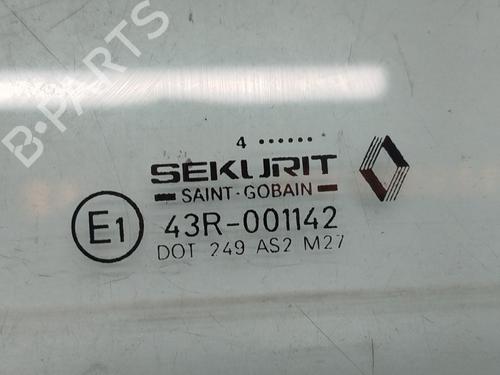 B-PARTS
4 ......
SEKURIT
SAINT-GOBAIN
E1 43R-001142
DOT 249 AS2 M27